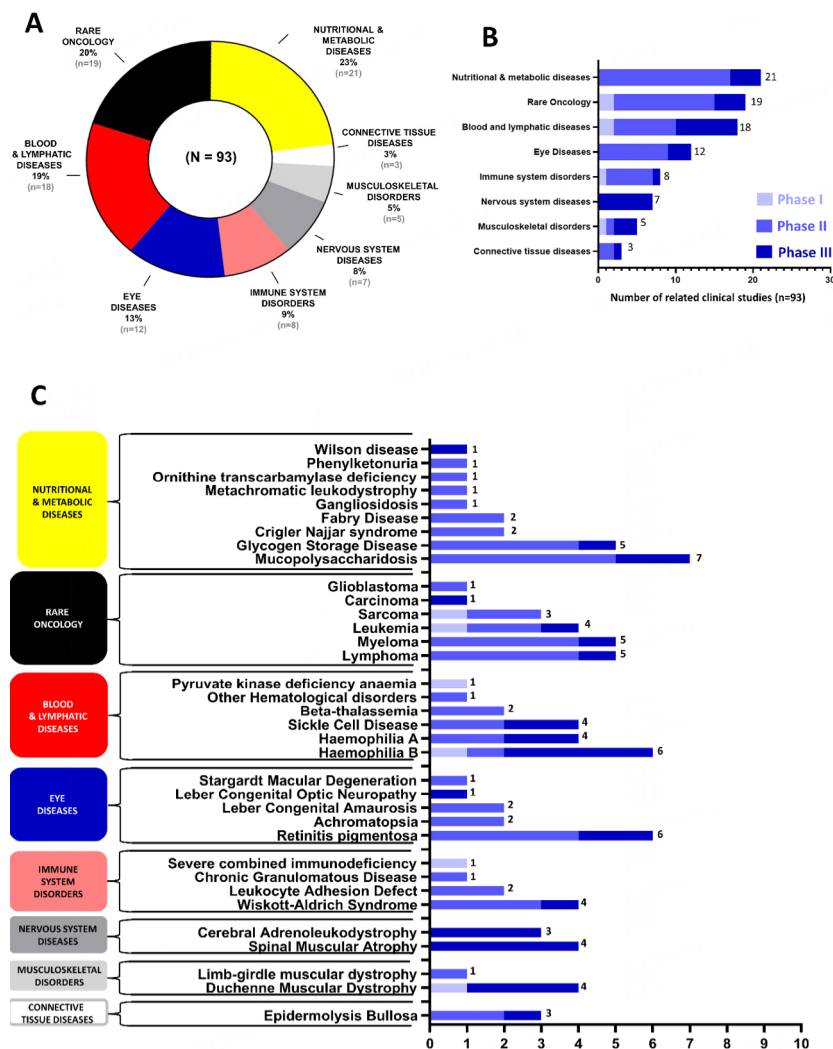 A
RARE
ONCOLOGY
20%
(n=19)
NUTRITIONAL
& METABOLIC
DISEASES
23%
(n=21)
CONNECTIVE TISSUE
DISEASES
3%
(n=3)
MUSCULOSKELETAL
DISORDERS
5%
(n=5)
NERVOUS SYSTEM
DISEASES
8%
(n=7)
IMMUNE SYSTEM
DISORDERS
9%
(n=8)
EYE
DISEASES
13%
(n=12)
BLOOD
& LYMPHATIC
DISEASES
19%
(n=18)
(N = 93)
B
Nutritional & metabolic diseases 21
Rare Oncology 19
Blood and lymphatic diseases 18
Eye Diseases 12
Immune system disorders 8
Nervous system diseases 7
Musculoskeletal disorders 5
Connective tissue diseases 3
Phase I
Phase II
Phase III
0 10 20 30
Number of related clinical studies (n=93)
C
NUTRITIONAL
& METABOLIC
DISEASES
Wilson disease 1
Phenylketonuria 1
Ornithine transcarbamylase deficiency 1
Metachromatic leukodystrophy 1
Gangliosidosis 1
Fabry Disease 2
Crigler Najjar syndrome 2
Glycogen Storage Disease 5
Mucopolysaccharidosis 7
RARE
ONCOLOGY
Glioblastoma 1
Carcinoma 1
Sarcoma 3
Leukemia 4
Myeloma 5
Lymphoma 5
BLOOD
& LYMPHATIC
DISEASES
Pyruvate kinase deficiency anaemia 1
Other Hematological disorders 1
Beta-thalassemia 2
Sickle Cell Disease 4
Haemophilia A 4
Haemophilia B 6
EYE
DISEASES
Stargardt Macular Degeneration 1
Leber Congenital Optic Neuropathy 1
Leber Congenital Amaurosis 2
Achromatopsia 2
Retinitis pigmentosa 6
IMMUNE
SYSTEM
DISORDERS
Severe combined immunodeficiency 1
Chronic Granulomatous Disease 1
Leukocyte Adhesion Defect 2
Wiskott-Aldrich Syndrome 4
NERVOUS SYSTEM
DISEASES
Cerebral Adrenoleukodystrophy 3
Spinal Muscular Atrophy 4
MUSCULOSKELETAL
DISORDERS
Limb-girdle muscular dystrophy 1
Duchenne Muscular Dystrophy 4
CONNECTIVE
TISSUE DISEASES
Epidermolysis Bullosa 3
0 1 2 3 4 5 6 7 8 9 10